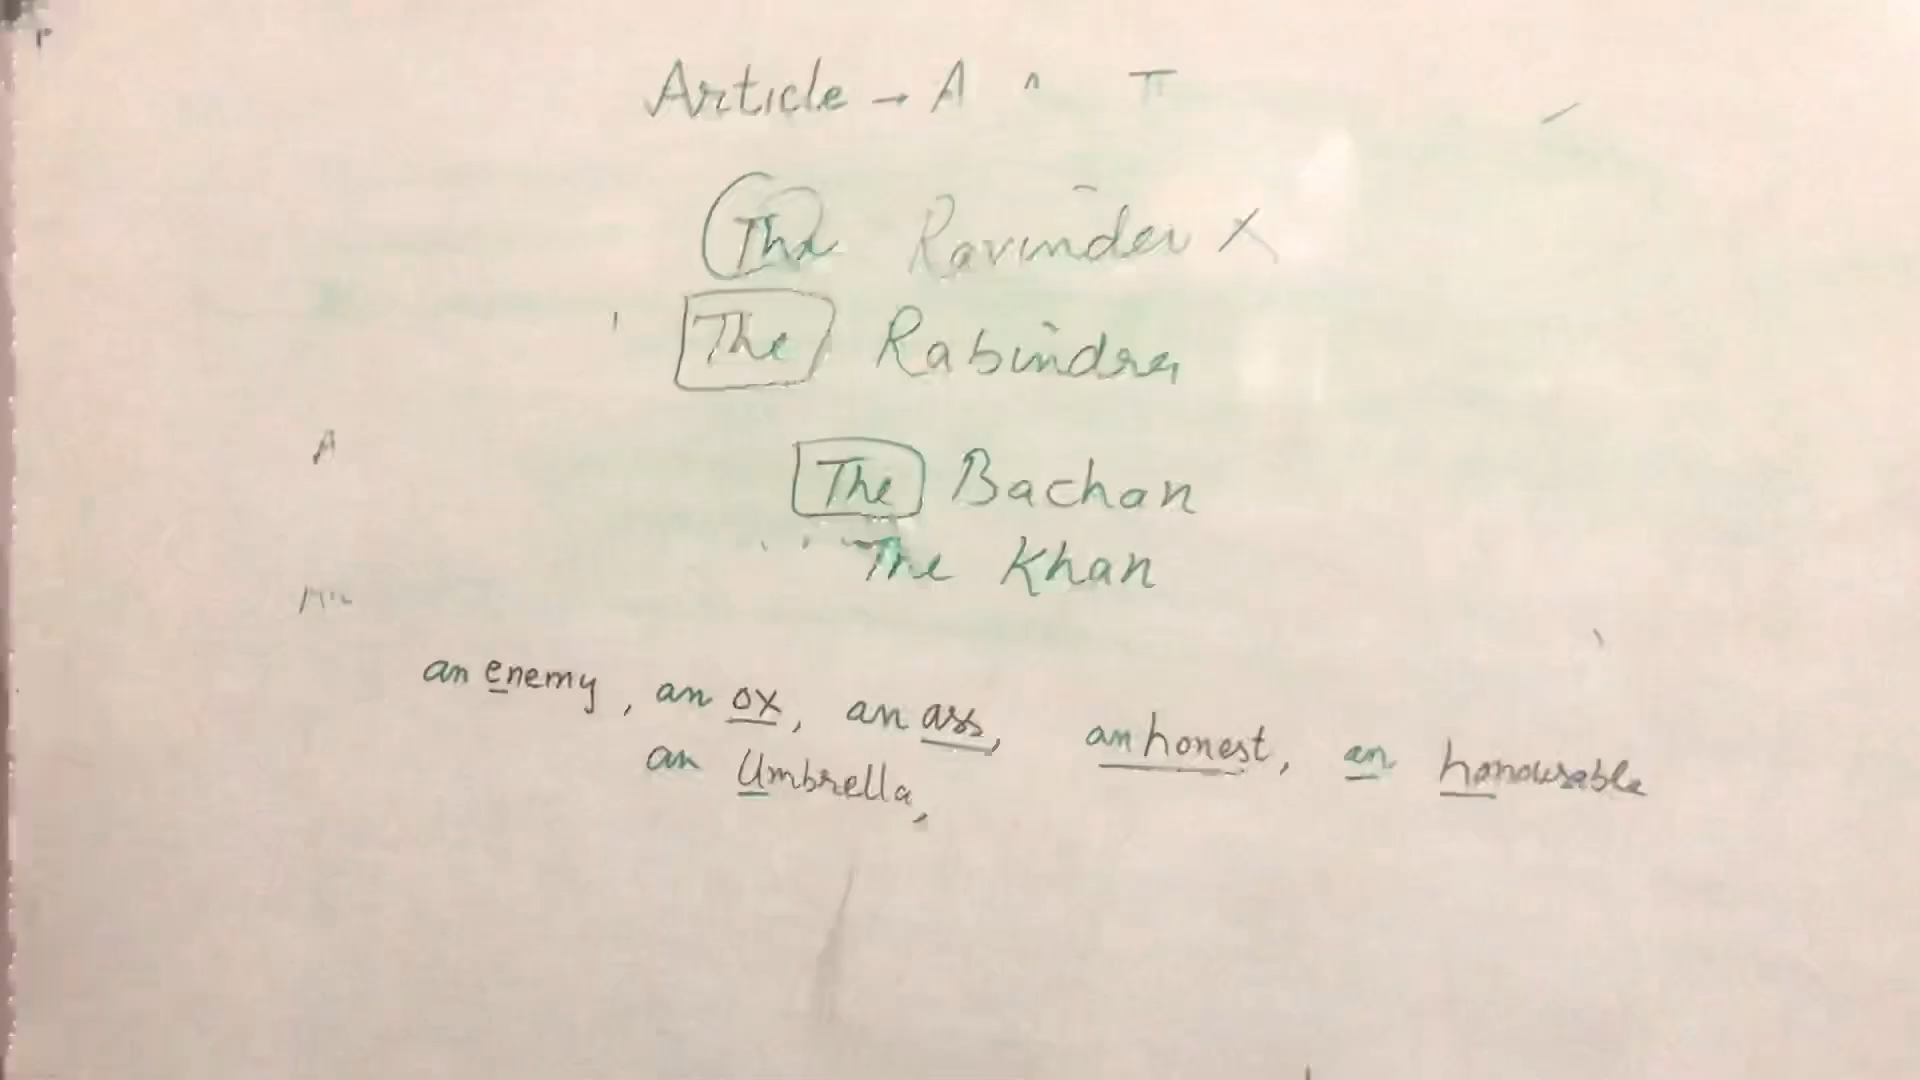 Article → A
The Ravinder X
The Rabindra
A
The Bachan
The Khan
an enemy, an ox, an ass, an honest, an honourable
an Umbrella,